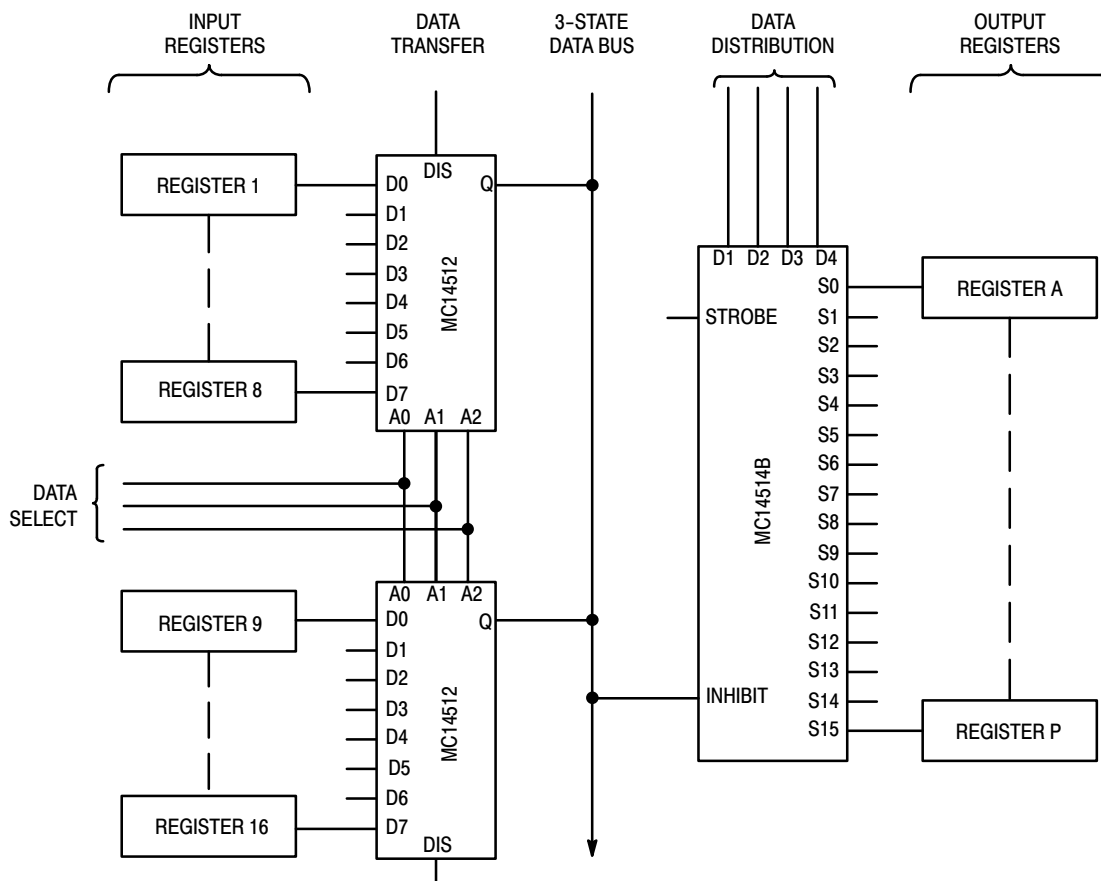 INPUT
REGISTERS
DATA
TRANSFER
3-STATE
DATA BUS
DATA
DISTRIBUTION
OUTPUT
REGISTERS
REGISTER 1
REGISTER 8
DIS
D0
D1
D2
D3
D4
D5
D6
D7
Q
MC14512
A0 A1 A2
DATA
SELECT
REGISTER 9
REGISTER 16
A0 A1 A2
D0
D1
D2
D3
D4
D5
D6
D7
Q
MC14512
DIS
D1 D2 D3 D4
STROBE
INHIBIT
MC14514B
S0
S1
S2
S3
S4
S5
S6
S7
S8
S9
S10
S11
S12
S13
S14
S15
REGISTER A
REGISTER P